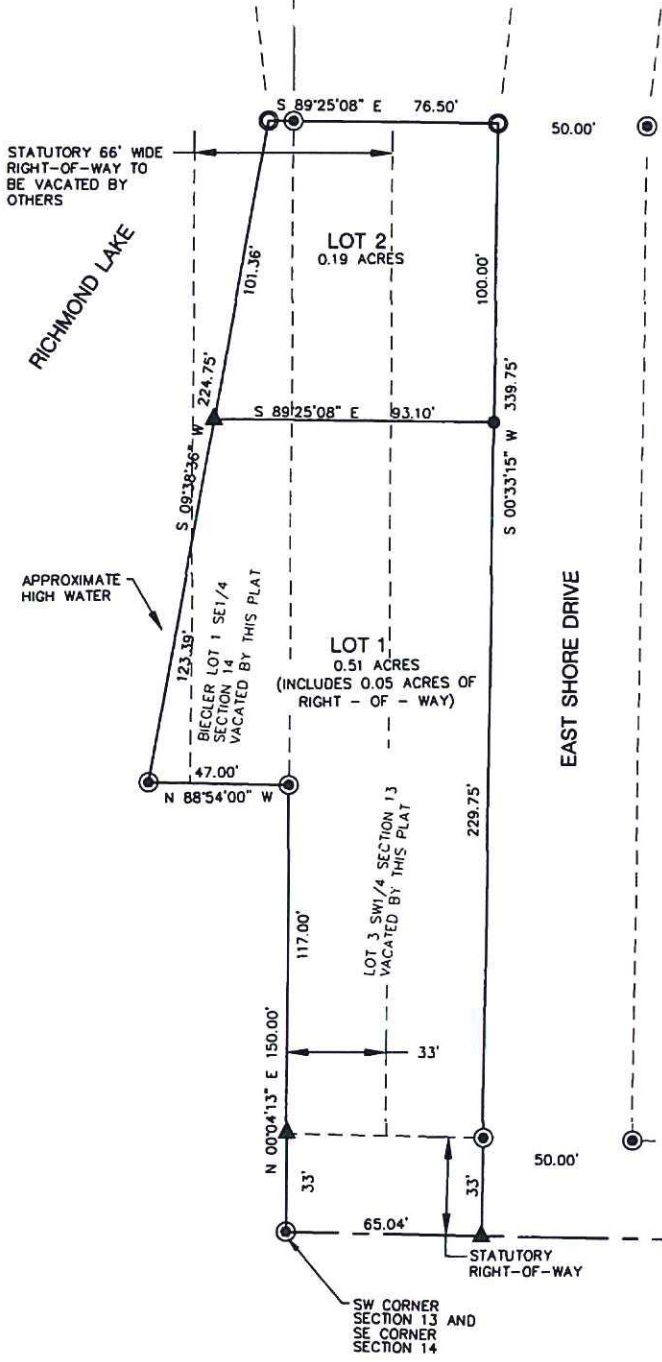 S 89°25'08" E 76.50'
50.00'
STATUTORY 66' WIDE
RIGHT-OF-WAY TO
BE VACATED BY
OTHERS
RICHMOND LAKE
LOT 2
0.19 ACRES
101.36'
100.00'
224.75'
339.75'
S 89°25'08" E 93.10'
S 09°38'36" W
S 00°33'15" W
APPROXIMATE
HIGH WATER
123.39'
BIEGLER LOT 1 SE1/4
SECTION 14
VACATED BY THIS PLAT
LOT 1
0.51 ACRES
(INCLUDES 0.05 ACRES OF
RIGHT - OF - WAY)
EAST SHORE DRIVE
47.00'
N 88°54'00" W
229.75'
LOT 3 SW1/4 SECTION 13
VACATED BY THIS PLAT
117.00'
33'
N 00°04'13" E 150.00'
33'
33'
50.00'
65.04'
STATUTORY
RIGHT-OF-WAY
SW CORNER
SECTION 13 AND
SE CORNER
SECTION 14